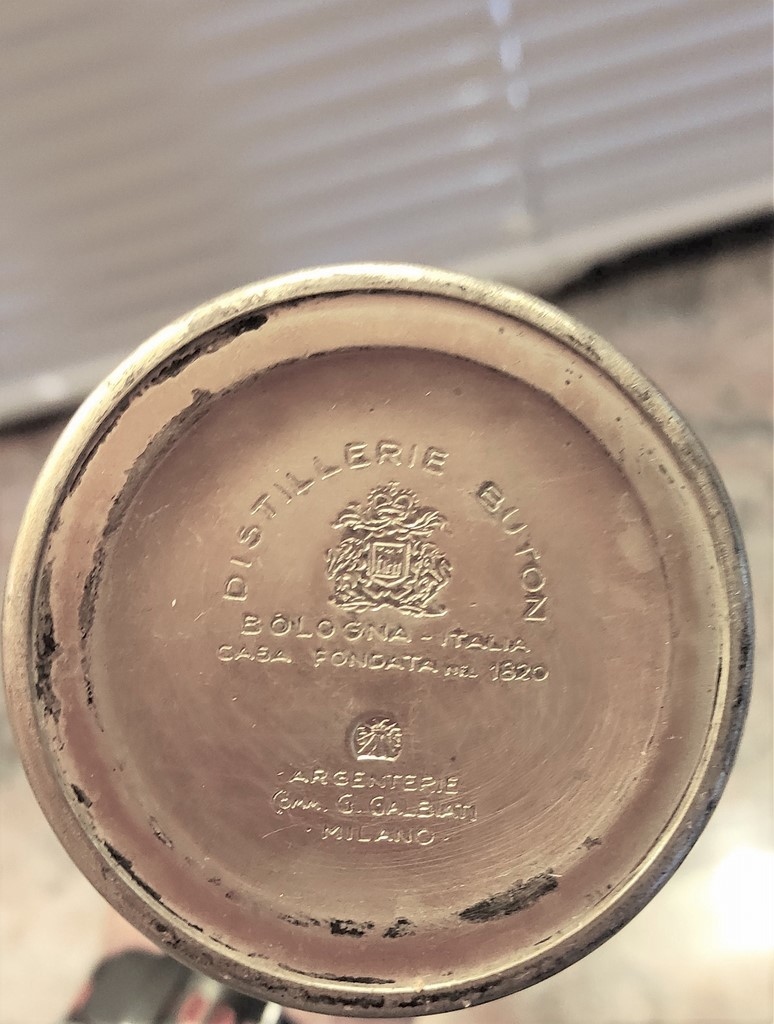 DISTILLERIE BUTON
BOLOGNA - ITALIA
CASA FONDATA NEL 1820
·ARGENTERIE
Comm. G. GALBIATI
·MILANO·